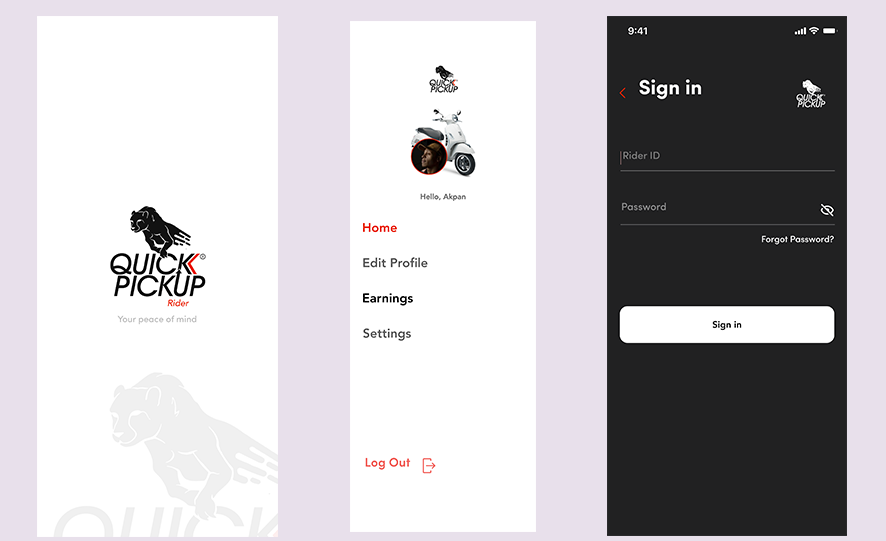 QUICK
®
PICKUP
Rider
Your peace of mind
QUICK
QUICK
PICKUP
Hello, Akpan
Home
Edit Profile
Earnings
Settings
Log Out
9:41
Sign in
QUICK
PICKUP
Rider ID
Password
Forgot Password?
Sign in